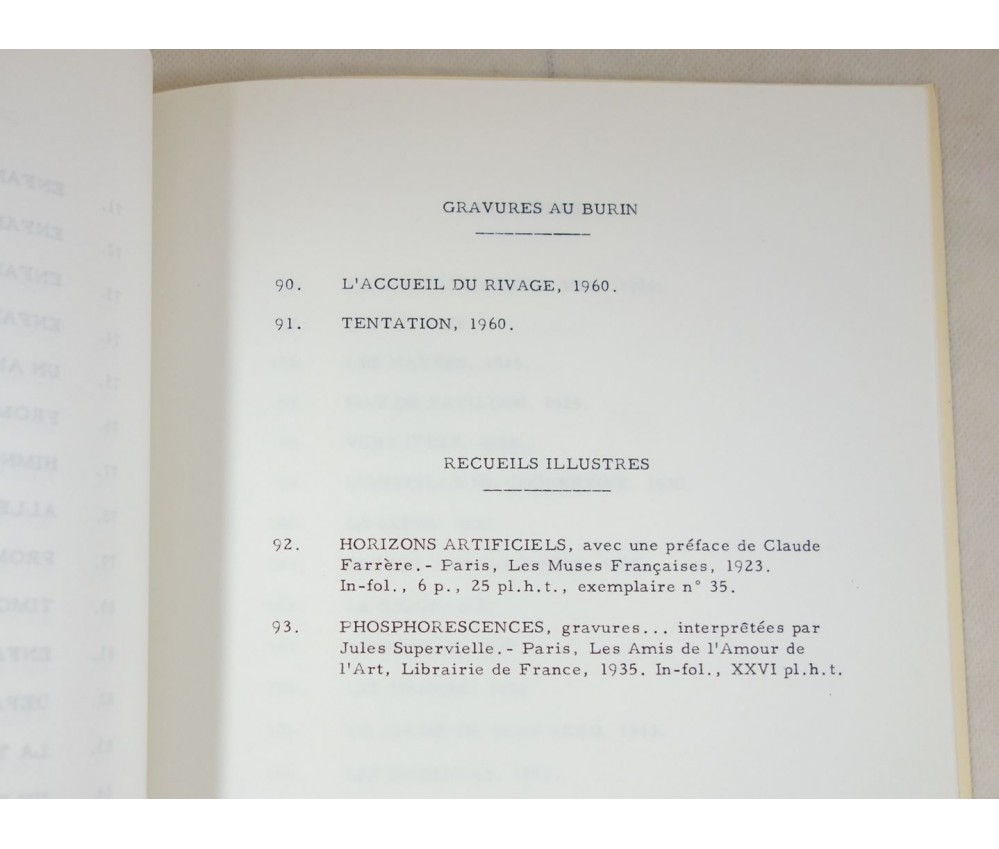 GRAVURES AU BURIN
90. L'ACCUEIL DU RIVAGE, 1960.
91. TENTATION, 1960.
RECUEILS ILLUSTRES
92. HORIZONS ARTIFICIELS, avec une préface de Claude
Farrère.- Paris, Les Muses Françaises, 1923.
In-fol., 6 p., 25 pl.h.t., exemplaire n° 35.
93. PHOSPHORESCENCES, gravures... interprêtées par
Jules Supervielle.- Paris, Les Amis de l'Amour de
l'Art, Librairie de France, 1935. In-fol., XXVI pl.h.t.